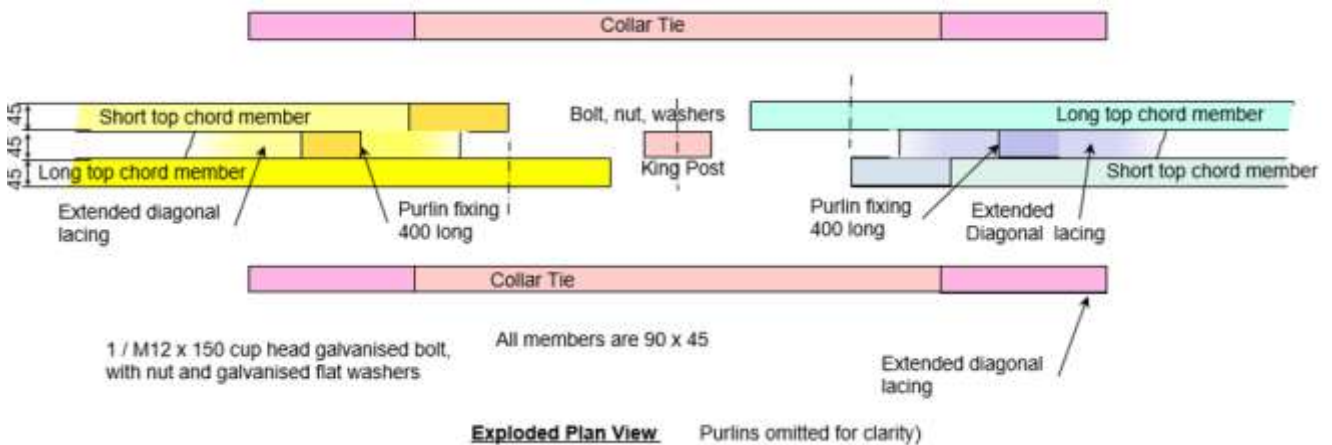 Collar Tie
45
45
45
Short top chord member
Long top chord member
Extended diagonal
lacing
Purlin fixing
400 long
Bolt, nut, washers
King Post
Long top chord member
Short top chord member
Purlin fixing
400 long
Extended
Diagonal lacing
Collar Tie
1 / M12 x 150 cup head galvanised bolt,
with nut and galvanised flat washers
All members are 90 x 45
Extended diagonal
lacing
Exploded Plan View Purlins omitted for clarity)